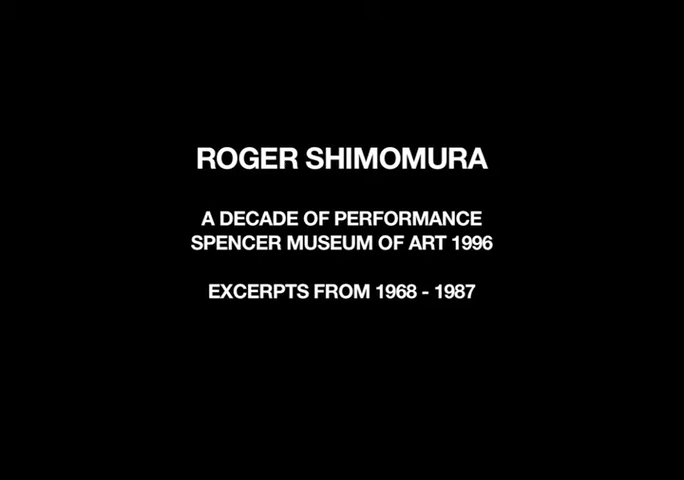 ROGER SHIMOMURA
A DECADE OF PERFORMANCE
SPENCER MUSEUM OF ART 1996
EXCERPTS FROM 1968 - 1987